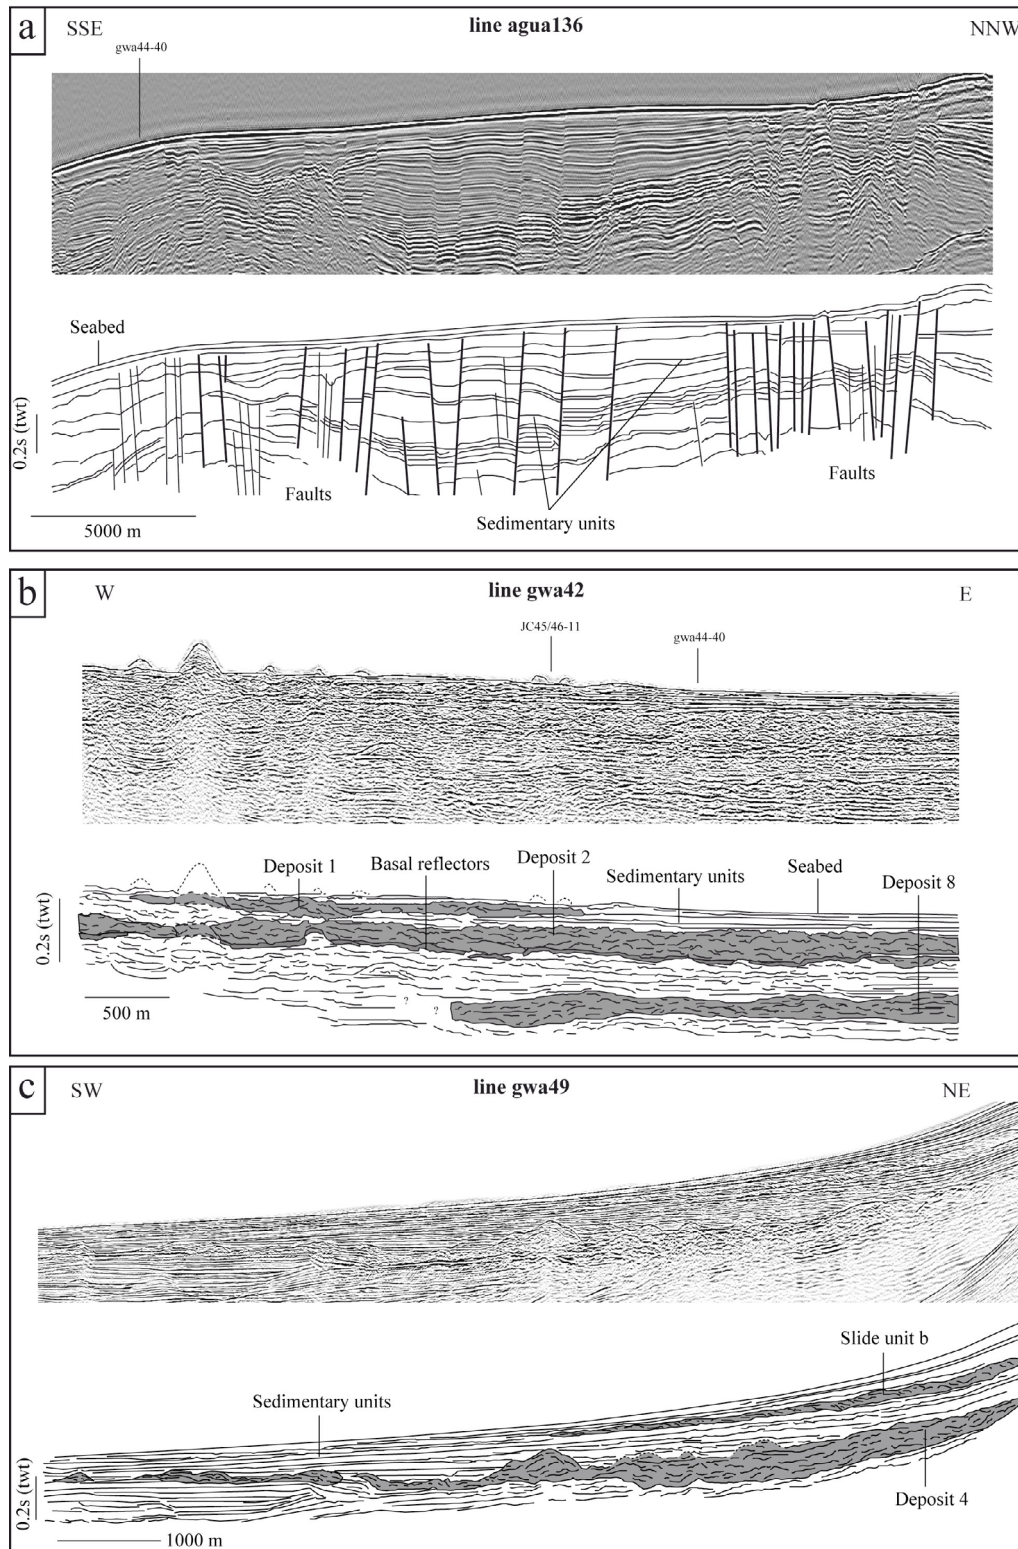 a
SSE
line agua136
NNW
gwa44-40
Seabed
0.2s (twt)
Faults
Faults
Sedimentary units
5000 m
b
W
line gwa42
E
JC45/46-11
gwa44-40
Deposit 1
Basal reflectors
Deposit 2
Sedimentary units
Seabed
Deposit 8
0.2s (twt)
500 m
?
?
c
SW
line gwa49
NE
Slide unit b
Sedimentary units
0.2s (twt)
Deposit 4
1000 m